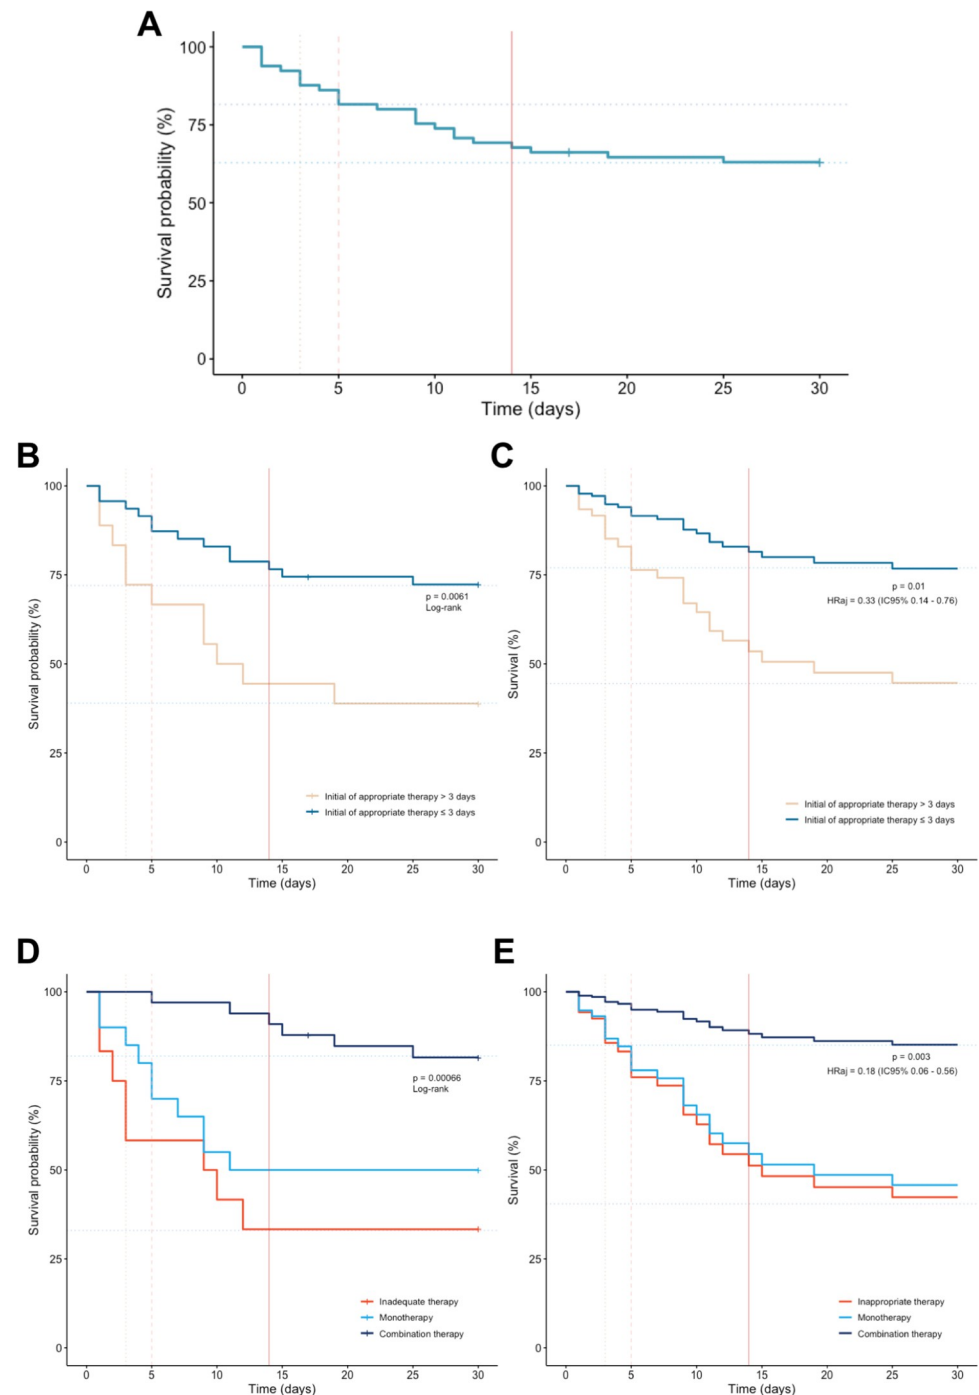 A
Survival probability (%)
100
75
50
25
0
0 5 10 15 20 25 30
Time (days)
B
Survival probability (%)
100
75
50
25
0
p = 0.0061
Log-rank
Initial of appropriate therapy > 3 days
Initial of appropriate therapy ≤ 3 days
0 5 10 15 20 25 30
Time (days)
C
Survival (%)
100
75
50
25
0
p = 0.01
HRaj = 0.33 (IC95% 0.14 - 0.76)
Initial of appropriate therapy > 3 days
Initial of appropriate therapy ≤ 3 days
0 5 10 15 20 25 30
Time (days)
D
Survival probability (%)
100
75
50
25
0
p = 0.00066
Log-rank
Inadequate therapy
Monotherapy
Combination therapy
0 5 10 15 20 25 30
Time (days)
E
Survival (%)
100
75
50
25
0
p = 0.003
HRaj = 0.18 (IC95% 0.06 - 0.56)
Inappropriate therapy
Monotherapy
Combination therapy
0 5 10 15 20 25 30
Time (days)